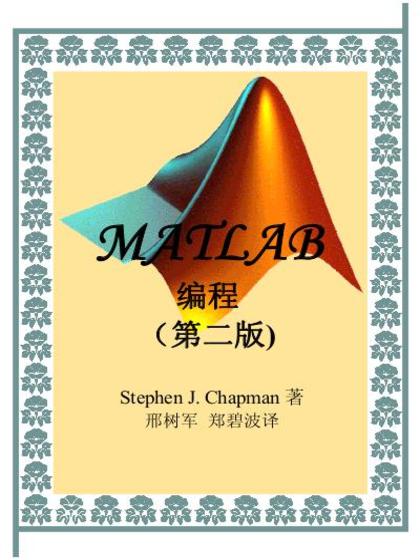 MATLAB
编程
（第二版)
Stephen J. Chapman 著
邢树军 郑碧波译